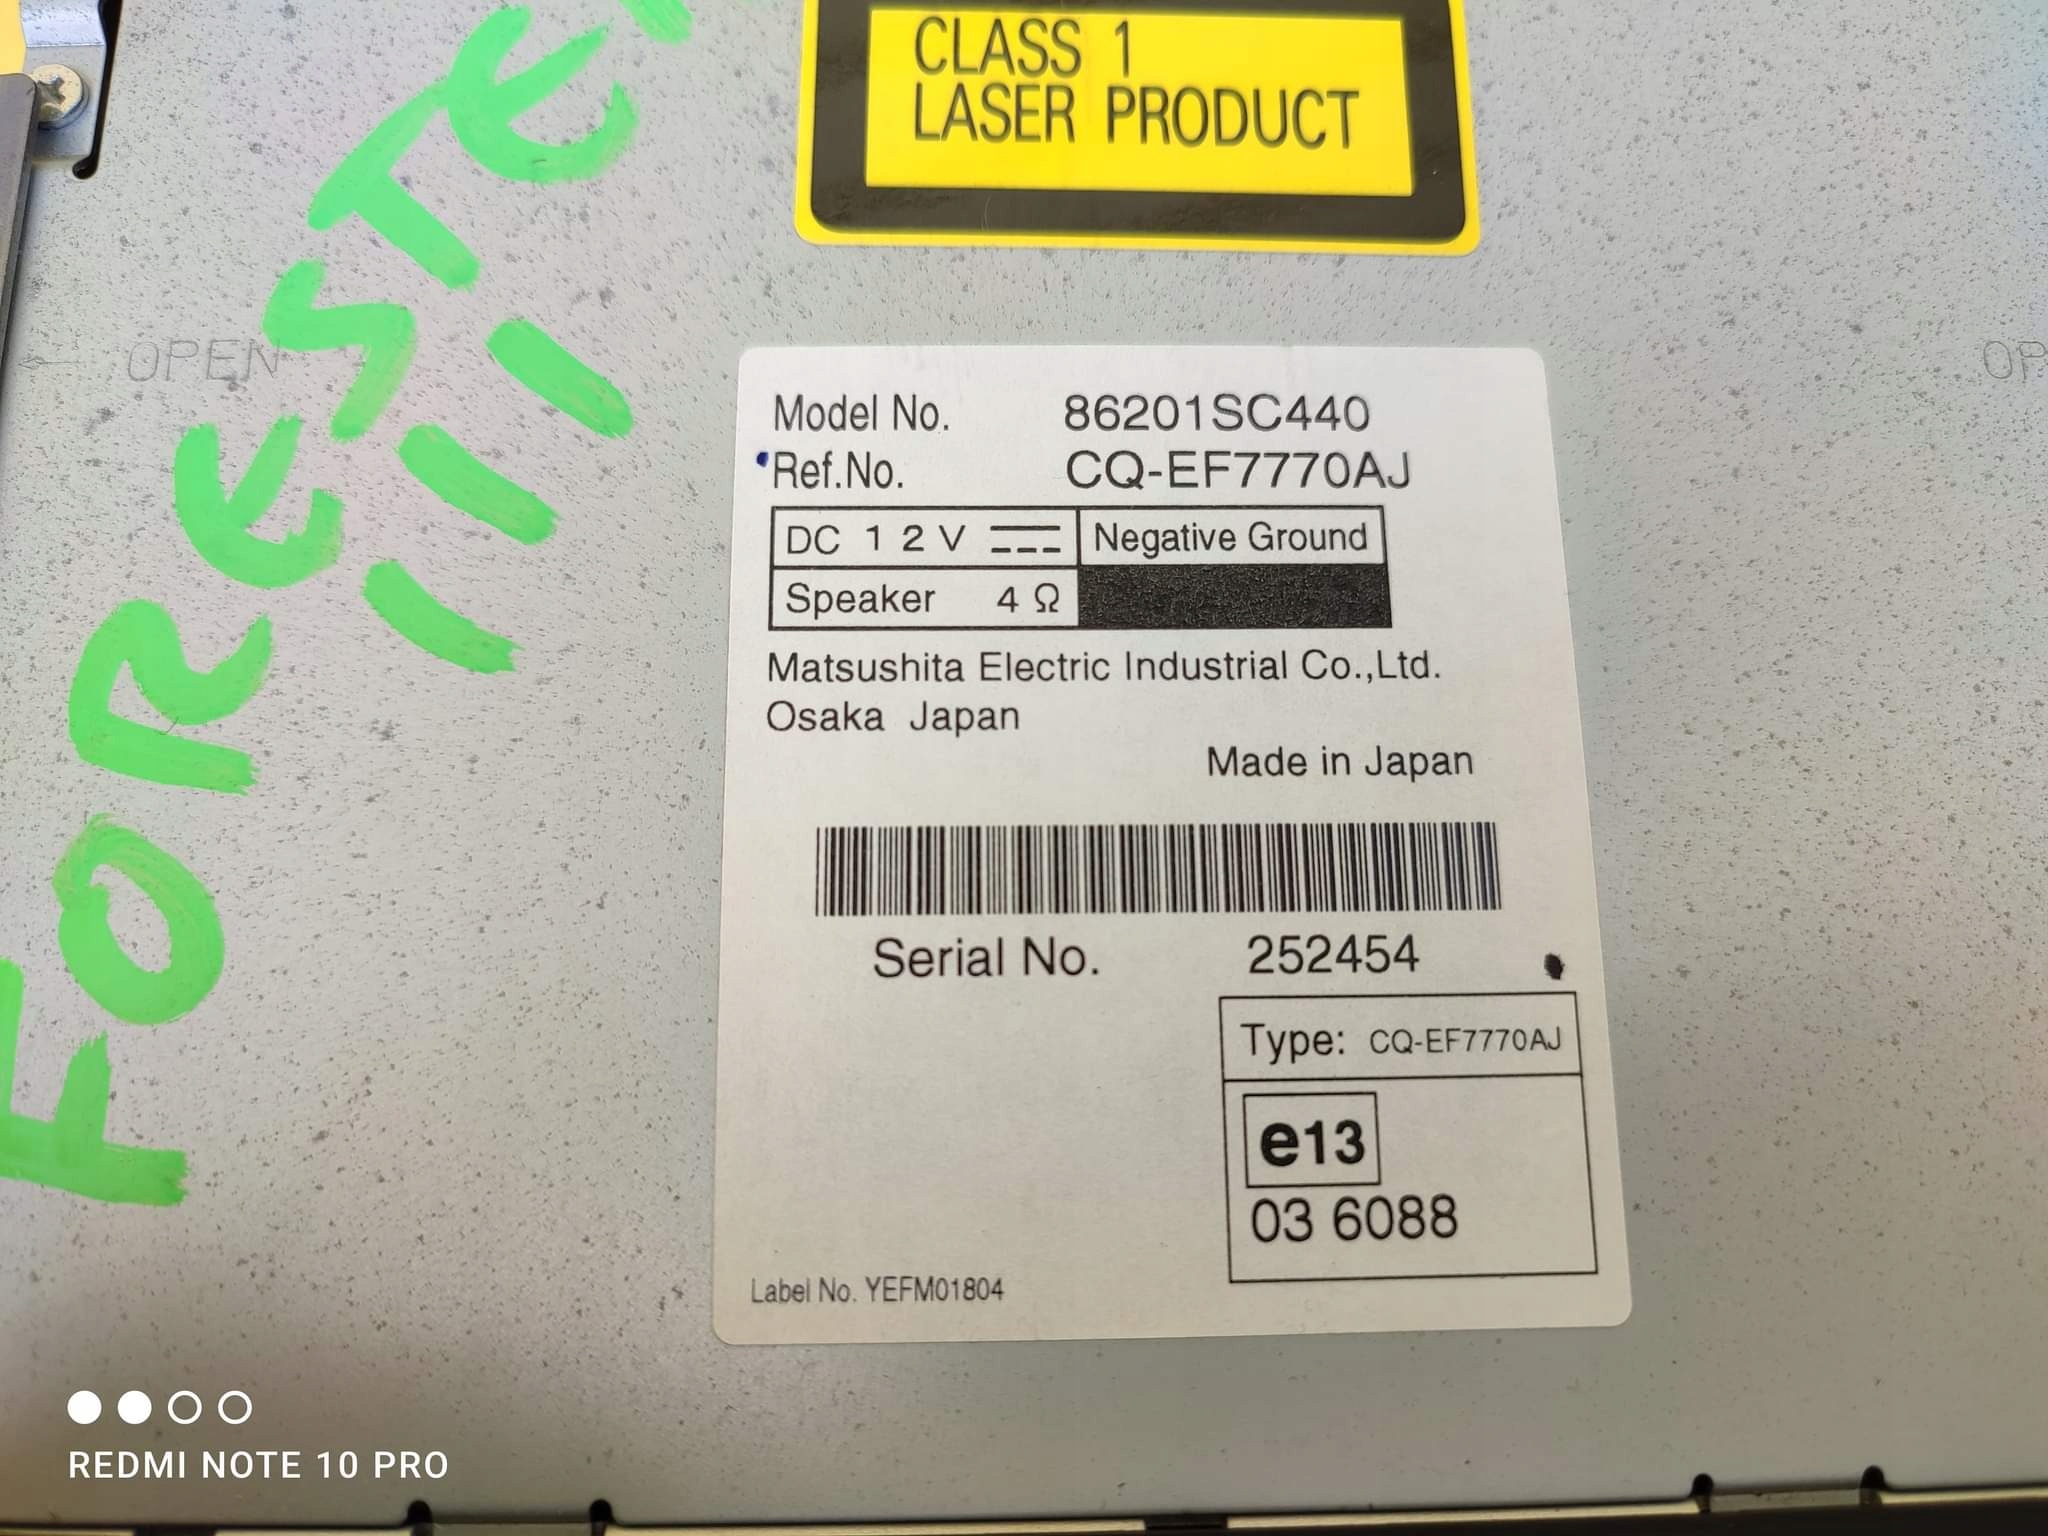 CLASS 1
LASER PRODUCT
FORESTER
III
OPEN
Model No. 86201SC440
Ref.No. CQ-EF7770AJ
DC 12V Negative Ground
Speaker 4 Ω
Matsushita Electric Industrial Co.,Ltd.
Osaka Japan
Made in Japan
Serial No. 252454
Type: CQ-EF7770AJ
e13
03 6088
Label No. YEFM01804
REDMI NOTE 10 PRO